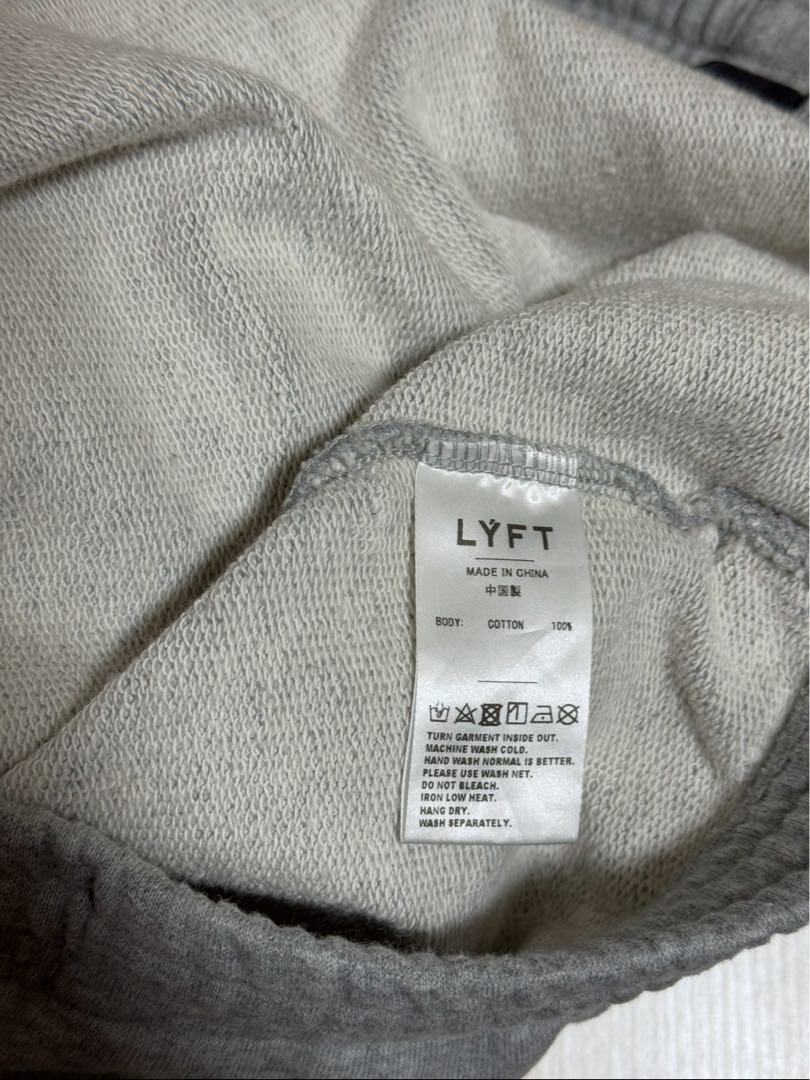 LÝFT
MADE IN CHINA
中国製
BODY: COTTON 100%
TURN GARMENT INSIDE OUT.
MACHINE WASH COLD.
HAND WASH NORMAL IS BETTER.
PLEASE USE WASH NET.
DO NOT BLEACH.
IRON LOW HEAT.
HANG DRY.
WASH SEPARATELY.